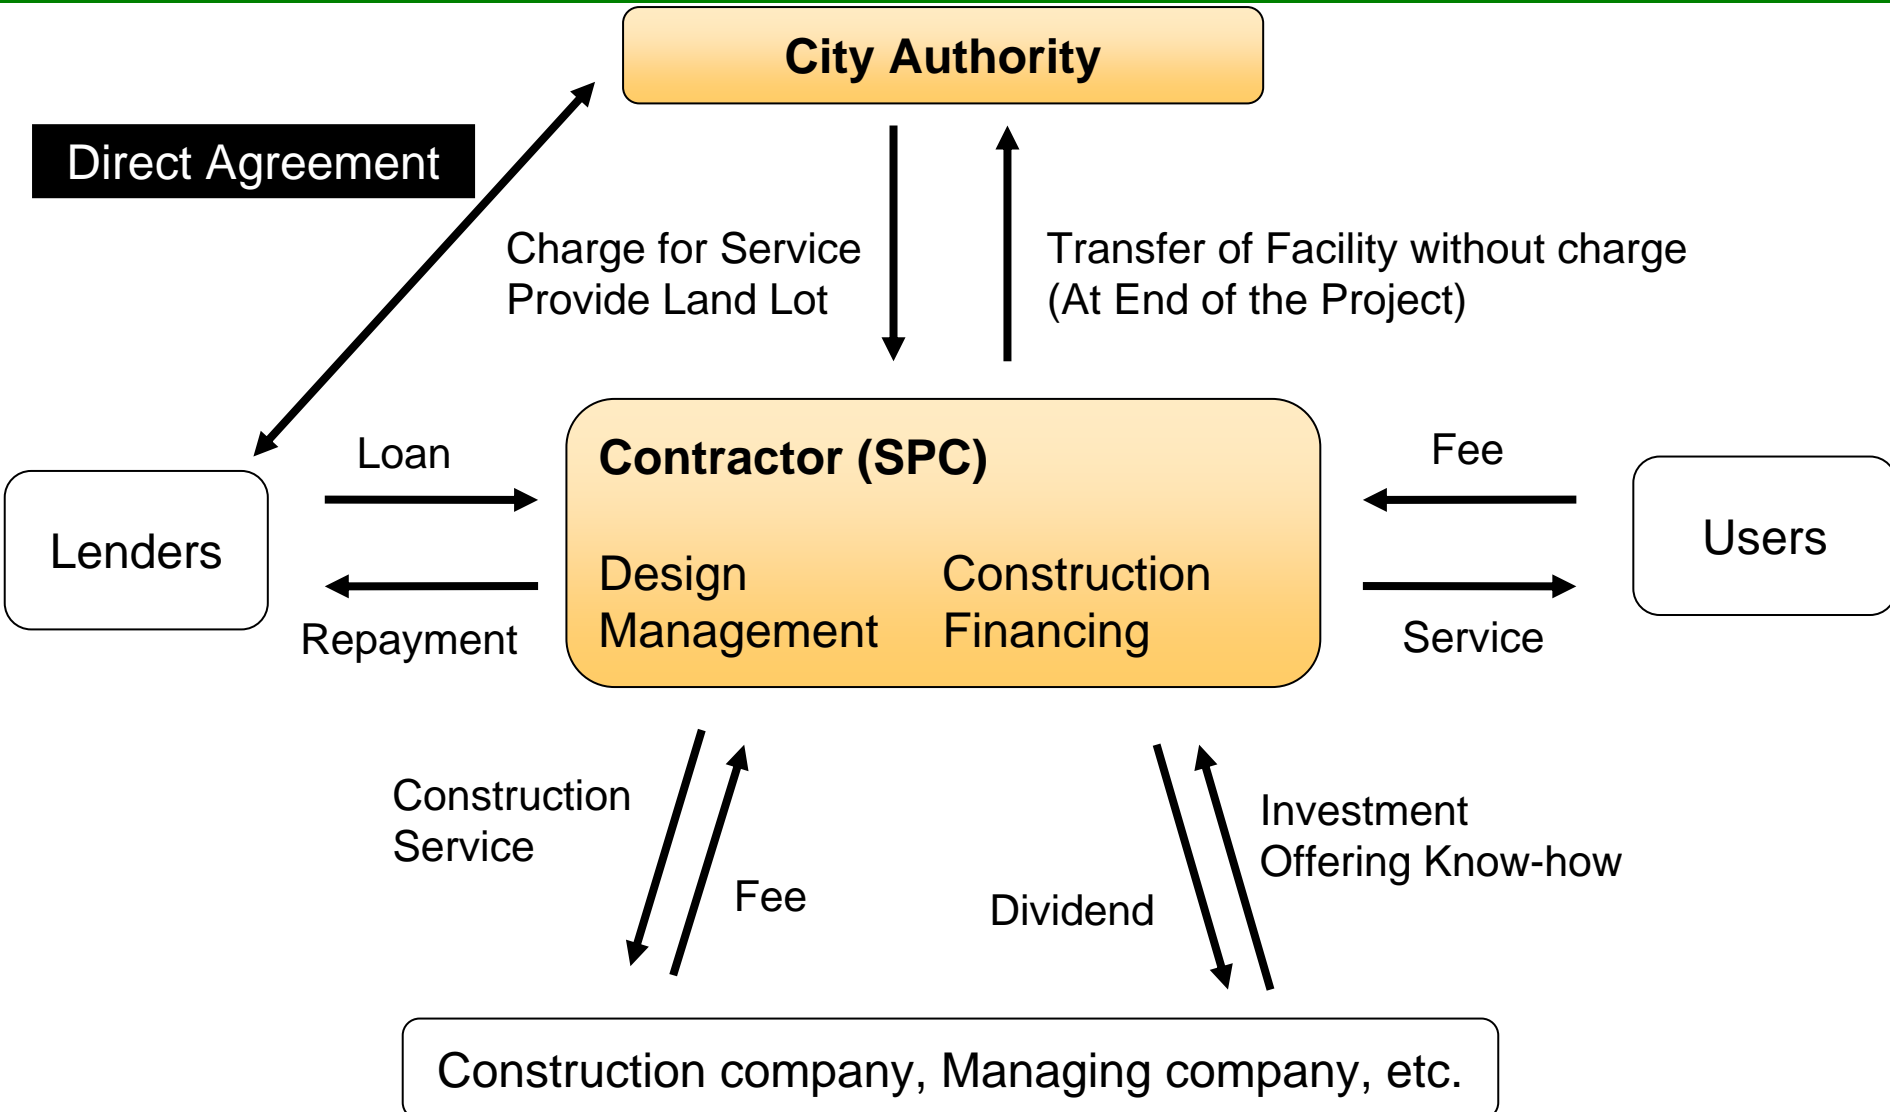 City Authority
Direct Agreement
Charge for Service
Provide Land Lot
Transfer of Facility without charge
(At End of the Project)
Loan
Contractor (SPC)
Fee
Lenders
Users
Design Construction
Management Financing
Repayment
Service
Construction
Service
Fee
Dividend
Investment
Offering Know-how
Construction company, Managing company, etc.